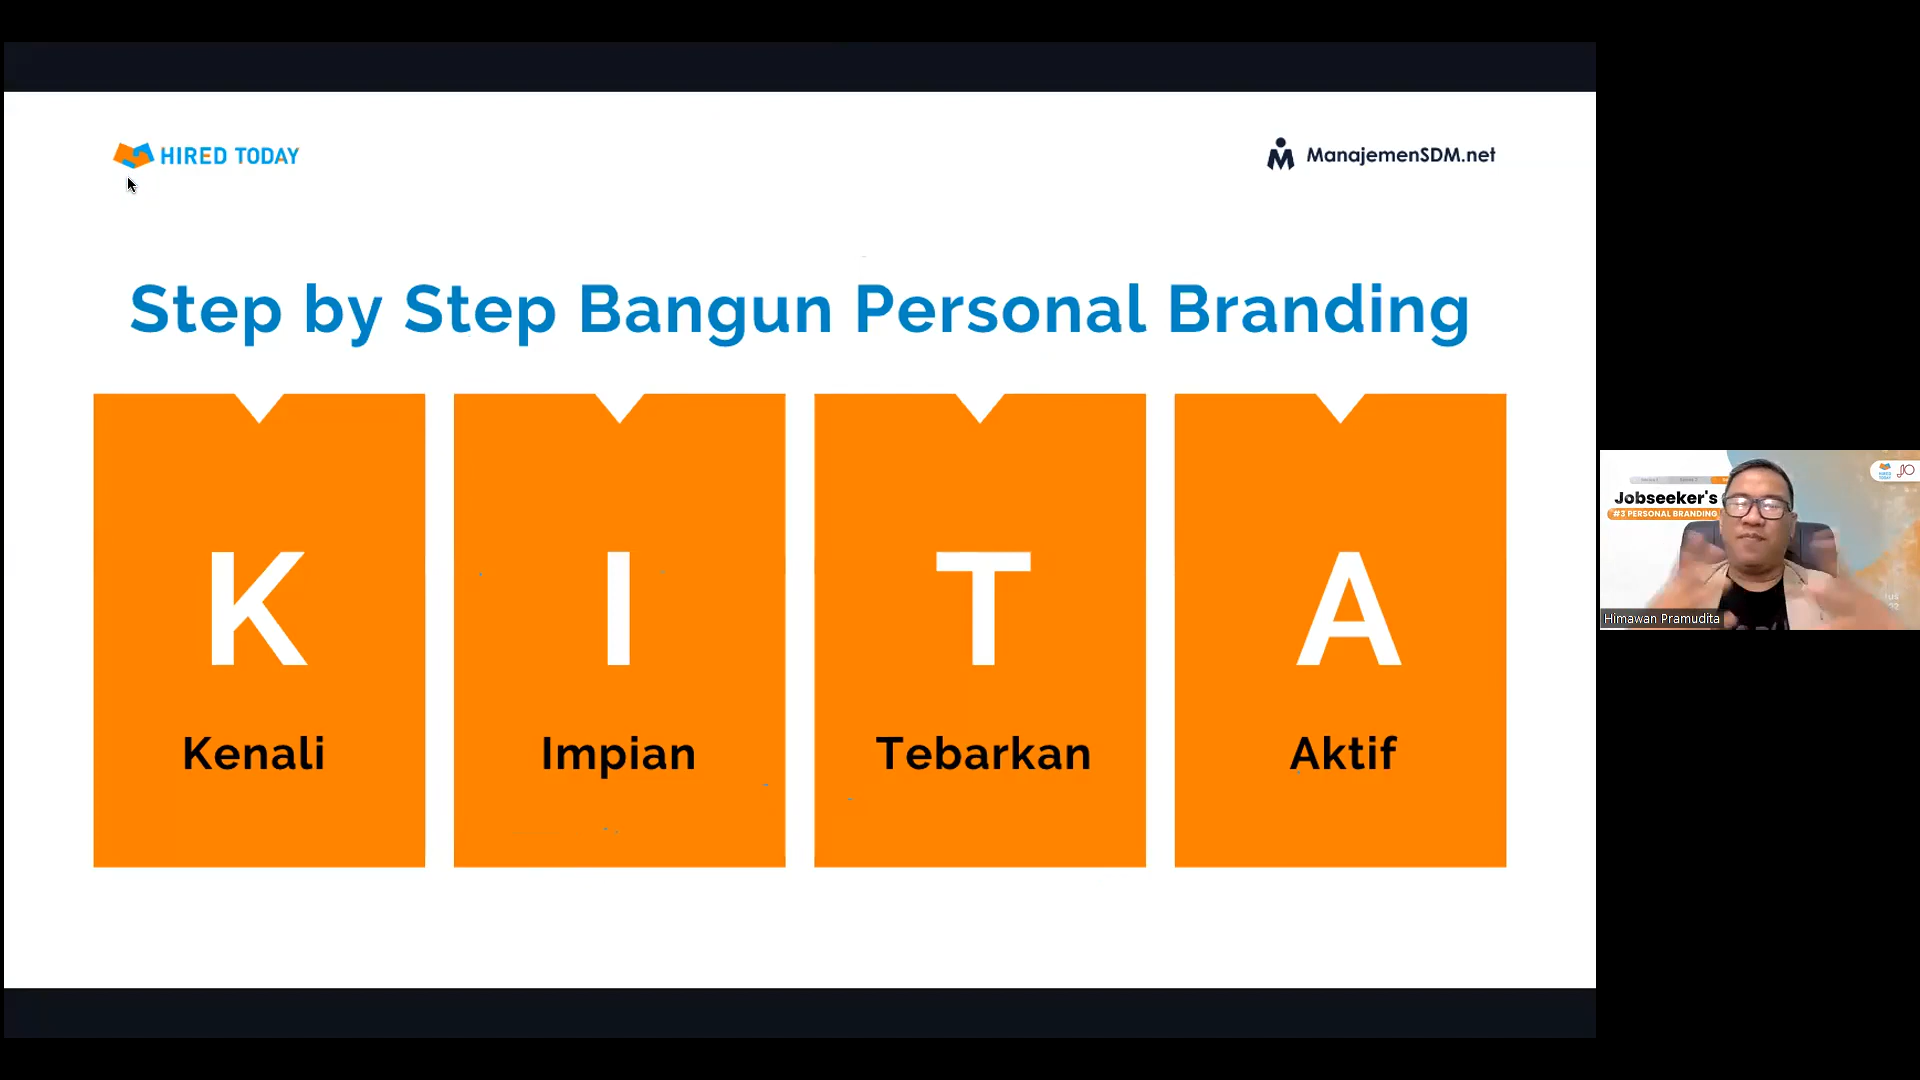 HIRED TODAY
ManajemenSDM.net
Step by Step Bangun Personal Branding
K
I
T
A
Kenali
Impian
Tebarkan
Aktif
Jobseeker's
#3 PERSONAL BRANDING
Himawan Pramudita